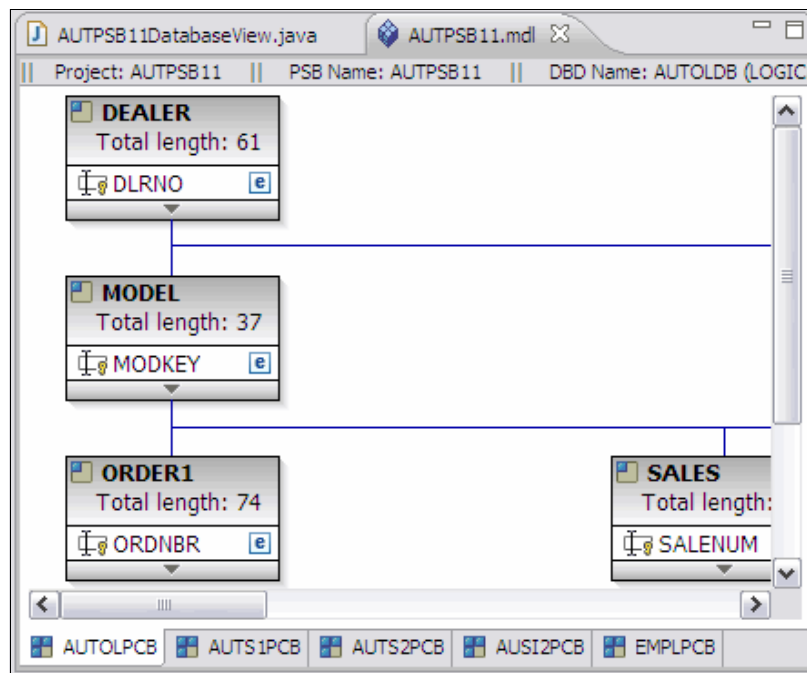 AUTPSB11DatabaseView.java AUTPSB11.mdl
|| Project: AUTPSB11 || PSB Name: AUTPSB11 || DBD Name: AUTOLDB (LOGIC
DEALER
Total length: 61
DLRNO e
MODEL
Total length: 37
MODKEY e
ORDER1 SALES
Total length: 74 Total length:
ORDNBR e SALENUM
AUTOLPCB AUTS1PCB AUTS2PCB AUSI2PCB EMPLPCB